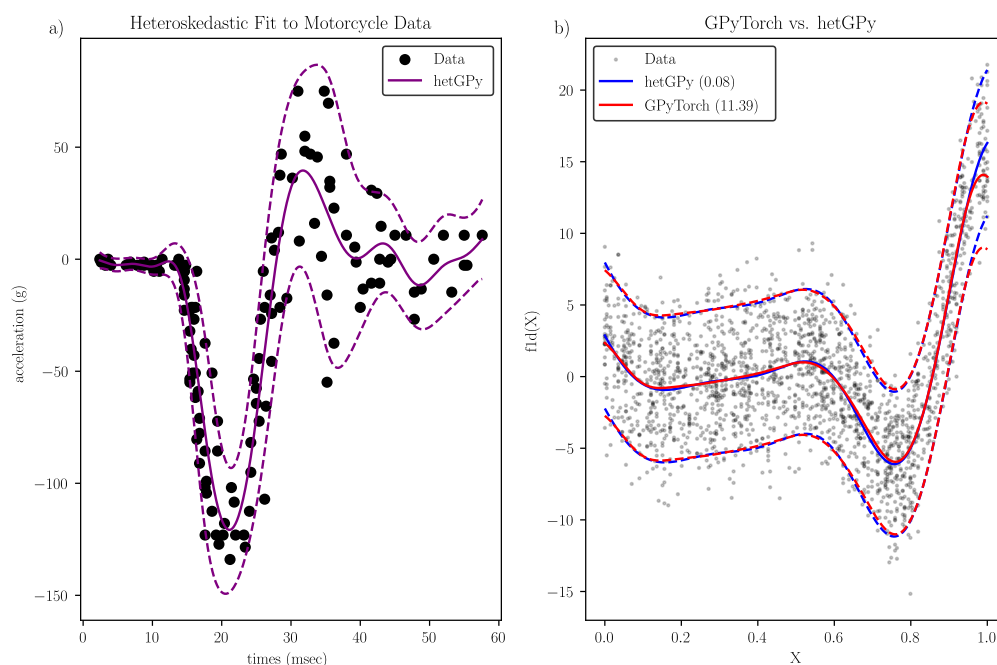 a)
Heteroskedastic Fit to Motorcycle Data
Data
hetGPy
50
0
−50
−100
−150
acceleration (g)
0
10
20
30
40
50
60
times (msec)
b)
GPyTorch vs. hetGPy
Data
hetGPy (0.08)
GPyTorch (11.39)
20
15
10
5
0
−5
−10
−15
f1d(X)
0.0
0.2
0.4
0.6
0.8
1.0
X